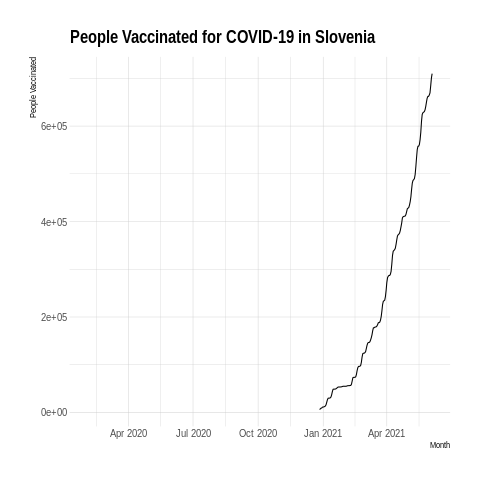 People Vaccinated for COVID-19 in Slovenia
People Vaccinated
6e+05
4e+05
2e+05
0e+00
Apr 2020 Jul 2020 Oct 2020 Jan 2021 Apr 2021
Month